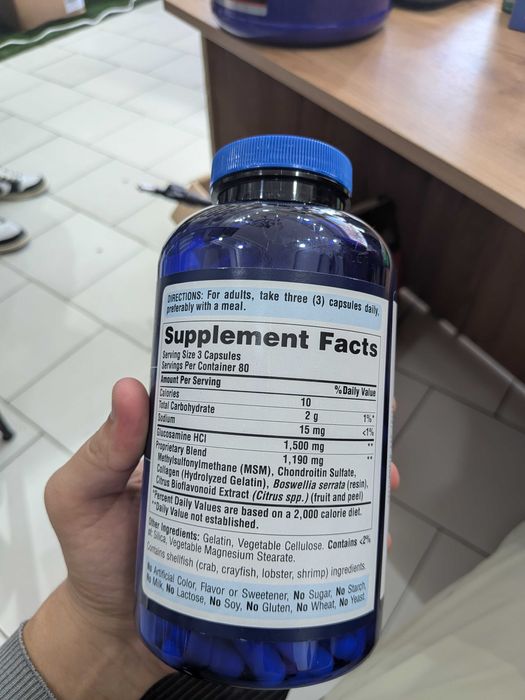 DIRECTIONS: For adults, take three (3) capsules daily,
preferably with a meal.
Supplement Facts
Serving Size 3 Capsules
Servings Per Container 80
Amount Per Serving %Daily Value
Calories 10
Total Carbohydrate 2 g 1%*
Sodium 15 mg <1%
Glucosamine HCl 1,500 mg **
Proprietary Blend 1,190 mg **
Methylsulfonylmethane (MSM), Chondroitin Sulfate,
Collagen (Hydrolyzed Gelatin), Boswellia serrata (resin),
Citrus Bioflavonoid Extract (Citrus spp.) (fruit and peel)
*Percent Daily Values are based on a 2,000 calorie diet.
**Daily Value not established.
Other Ingredients: Gelatin, Vegetable Cellulose. Contains <2%
of: Silica, Vegetable Magnesium Stearate.
Contains shellfish (crab, crayfish, lobster, shrimp) ingredients.
No Artificial Color, Flavor or Sweetener, No Sugar, No Starch,
No Milk, No Lactose, No Soy, No Gluten, No Wheat, No Yeast